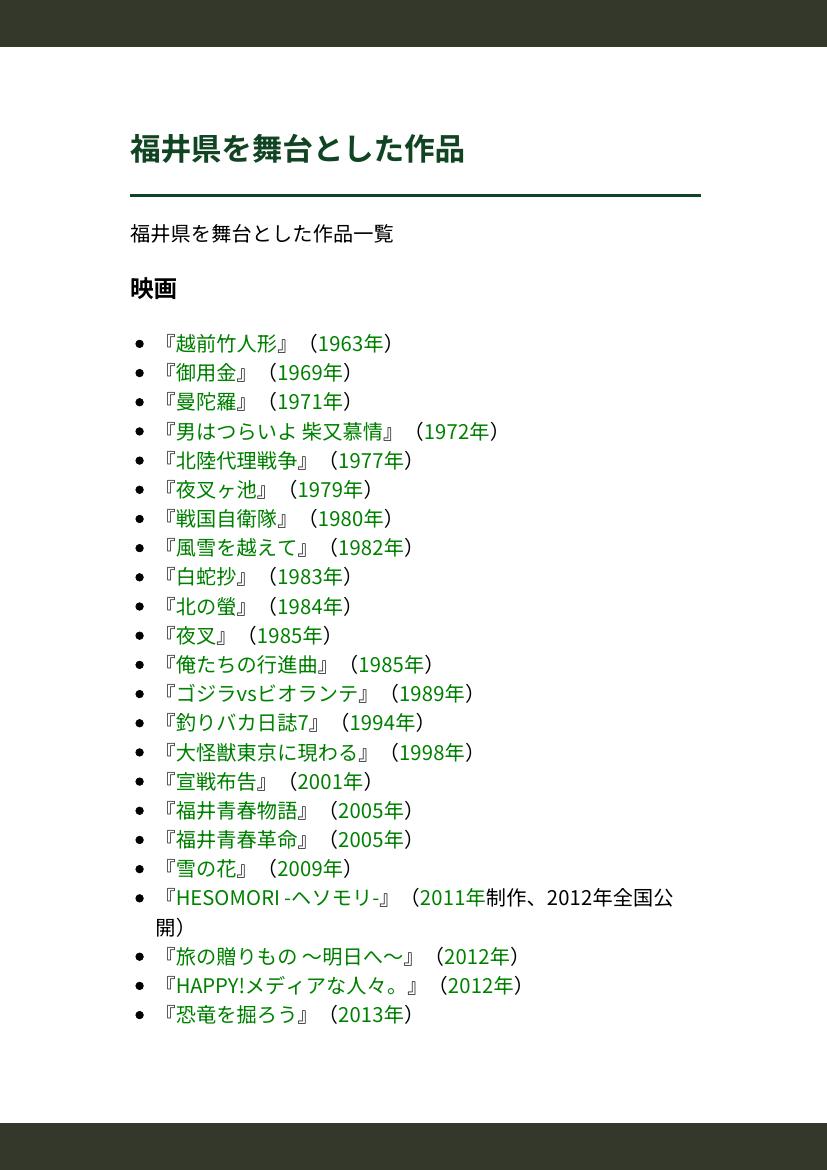 福井県を舞台とした作品
福井県を舞台とした作品一覧
映画
• 『越前竹人形』（1963年）
• 『御用金』（1969年）
• 『曼陀羅』（1971年）
• 『男はつらいよ 柴又慕情』（1972年）
• 『北陸代理戦争』（1977年）
• 『夜叉ヶ池』（1979年）
• 『戦国自衛隊』（1980年）
• 『風雪を越えて』（1982年）
• 『白蛇抄』（1983年）
• 『北の螢』（1984年）
• 『夜叉』（1985年）
• 『俺たちの行進曲』（1985年）
• 『ゴジラvsビオランテ』（1989年）
• 『釣りバカ日誌7』（1994年）
• 『大怪獣東京に現わる』（1998年）
• 『宣戦布告』（2001年）
• 『福井青春物語』（2005年）
• 『福井青春革命』（2005年）
• 『雪の花』（2009年）
• 『HESOMORI -ヘソモリ-』（2011年制作、2012年全国公
開）
• 『旅の贈りもの 〜明日へ〜』（2012年）
• 『HAPPY!メディアな人々。』（2012年）
• 『恐竜を掘ろう』（2013年）